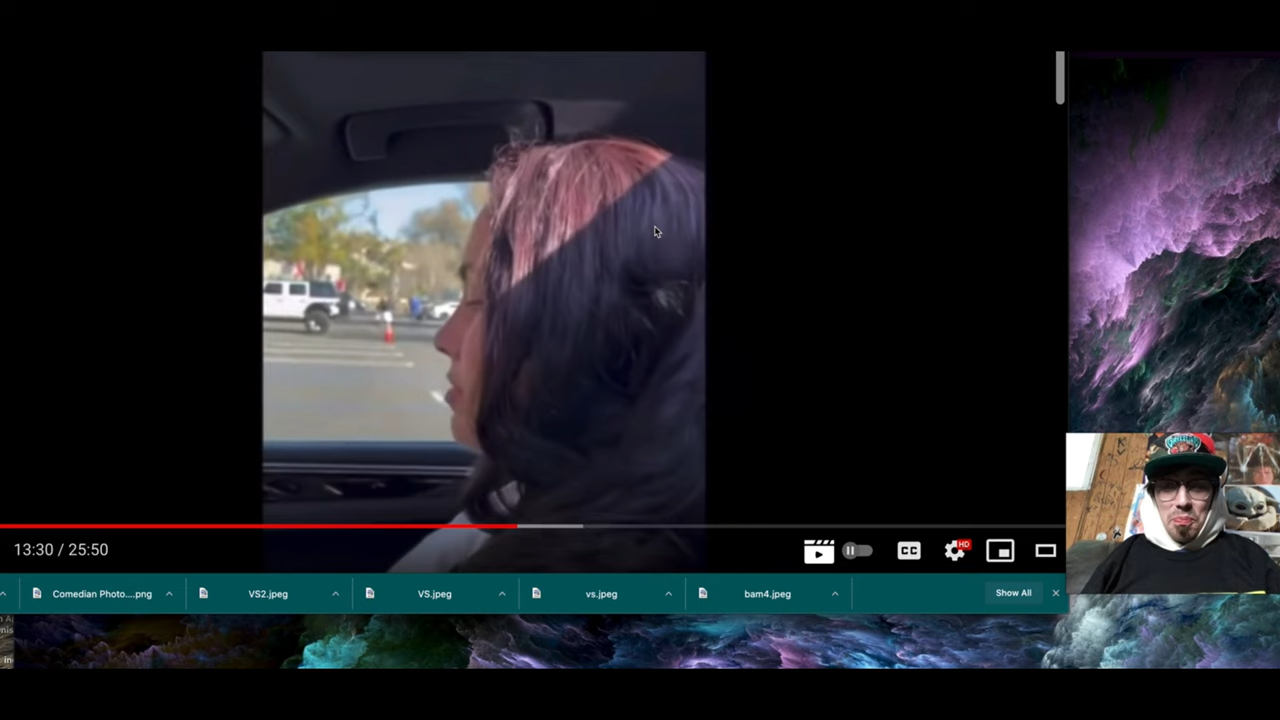 13:30 / 25:50
CC
HD
Comedian Photo....png
VS2.jpeg
VS.jpeg
vs.jpeg
bam4.jpeg
Show All